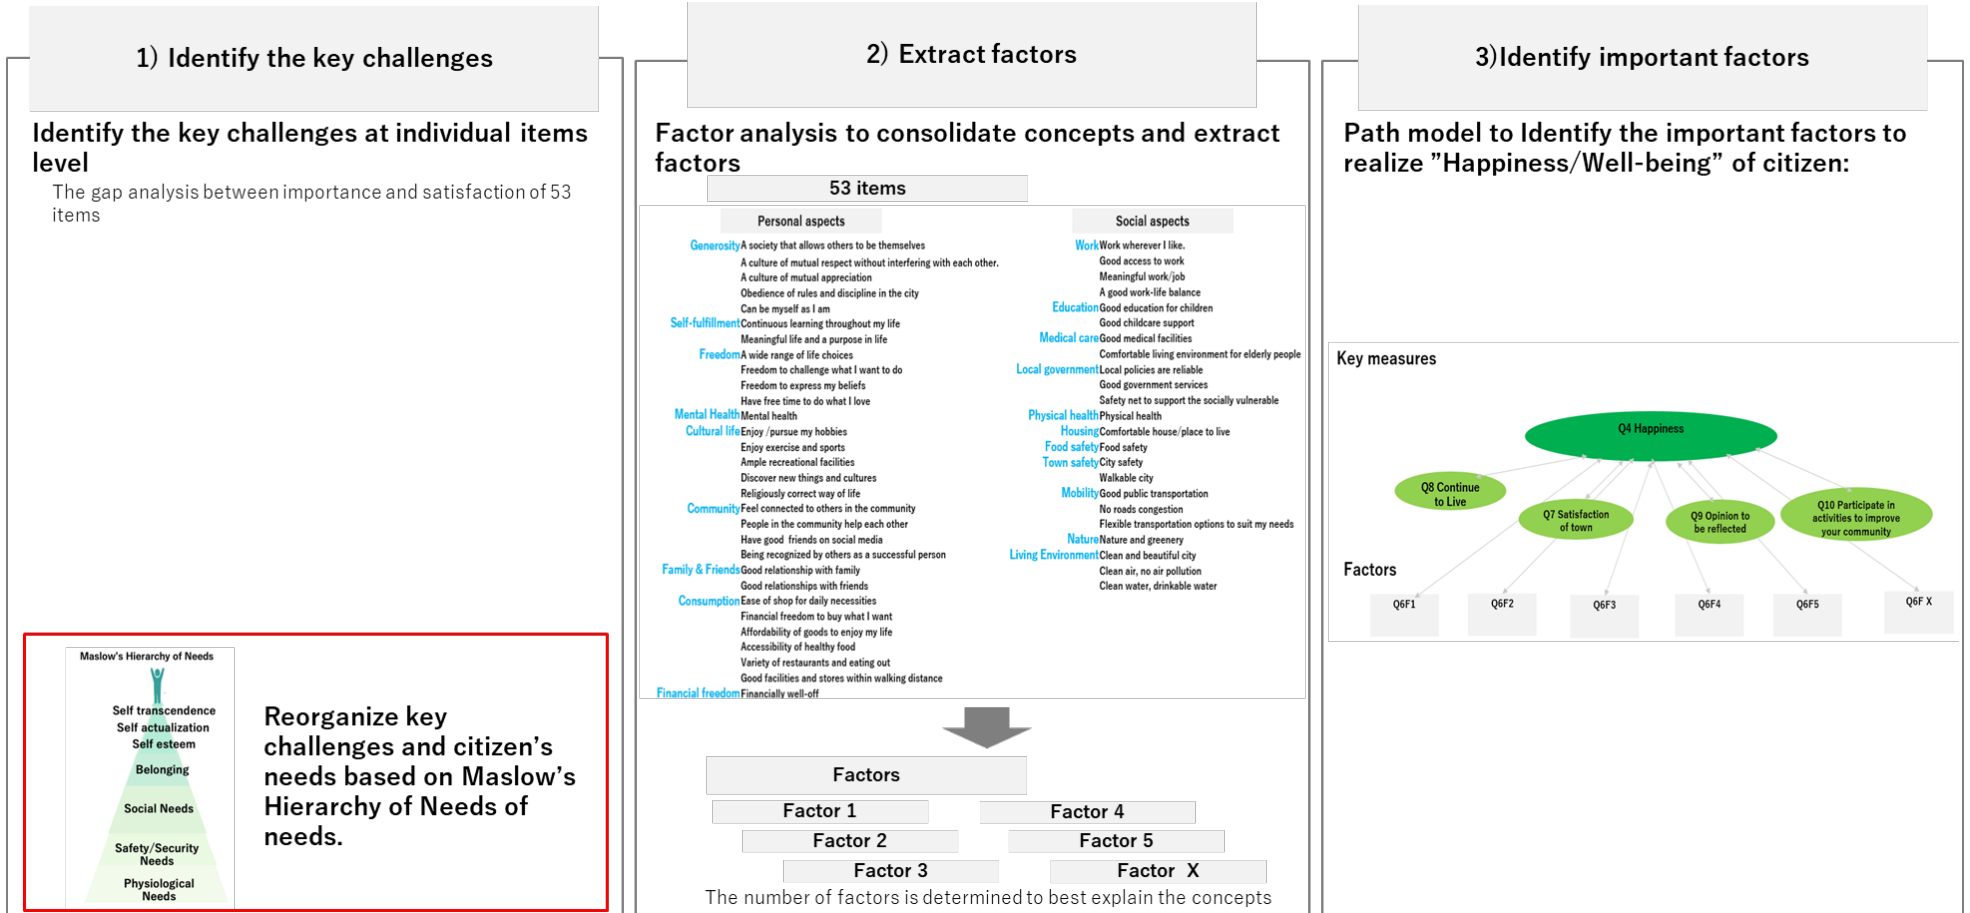 1) Identify the key challenges
Identify the key challenges at individual items
level
The gap analysis between importance and satisfaction of 53
items
Maslow's Hierarchy of Needs
Self transcendence
Self actualization
Self esteem
Belonging
Social Needs
Safety/Security
Needs
Physiological
Needs
Reorganize key
challenges and citizen's
needs based on Maslow's
Hierarchy of Needs of
needs.
2) Extract factors
Factor analysis to consolidate concepts and extract
factors
53 items
Personal aspects
Generosity A society that allows others to be themselves
A culture of mutual respect without interfering with each other.
A culture of mutual appreciation
Obedience of rules and discipline in the city
Can be myself as I am
Self-fulfillment Continuous learning throughout my life
Meaningful life and a purpose in life
Freedom A wide range of life choices
Freedom to challenge what I want to do
Freedom to express my beliefs
Have free time to do what I love
Mental Health Mental health
Cultural life Enjoy /pursue my hobbies
Enjoy exercise and sports
Ample recreational facilities
Discover new things and cultures
Religiously correct way of life
Community Feel connected to others in the community
People in the community help each other
Have good friends on social media
Being recognized by others as a successful person
Family & Friends Good relationship with family
Good relationships with friends
Consumption Ease of shop for daily necessities
Financial freedom to buy what I want
Affordability of goods to enjoy my life
Accessibility of healthy food
Variety of restaurants and eating out
Good facilities and stores within walking distance
Financial freedom Financially well-off
Social aspects
Work Work wherever I like.
Good access to work
Meaningful work/job
A good work-life balance
Education Good education for children
Good childcare support
Medical care Good medical facilities
Comfortable living environment for elderly people
Local government Local policies are reliable
Good government services
Safety net to support the socially vulnerable
Physical health Physical health
Housing Comfortable house/place to live
Food safety Food safety
Town safety City safety
Walkable city
Mobility Good public transportation
No roads congestion
Flexible transportation options to suit my needs
Nature Nature and greenery
Living Environment Clean and beautiful city
Clean air, no air pollution
Clean water, drinkable water
Factors
Factor 1
Factor 2
Factor 3
Factor 4
Factor 5
Factor X
The number of factors is determined to best explain the concepts
3)Identify important factors
Path model to Identify the important factors to
realize ”Happiness/Well-being” of citizen:
Key measures
Q4 Happiness
Q8 Continue
to Live
Q7 Satisfaction
of town
Q9 Opinion to
be reflected
Q10 Participate in
activities to improve
your community
Factors
Q6F1
Q6F2
Q6F3
Q6F4
Q6F5
Q6F X